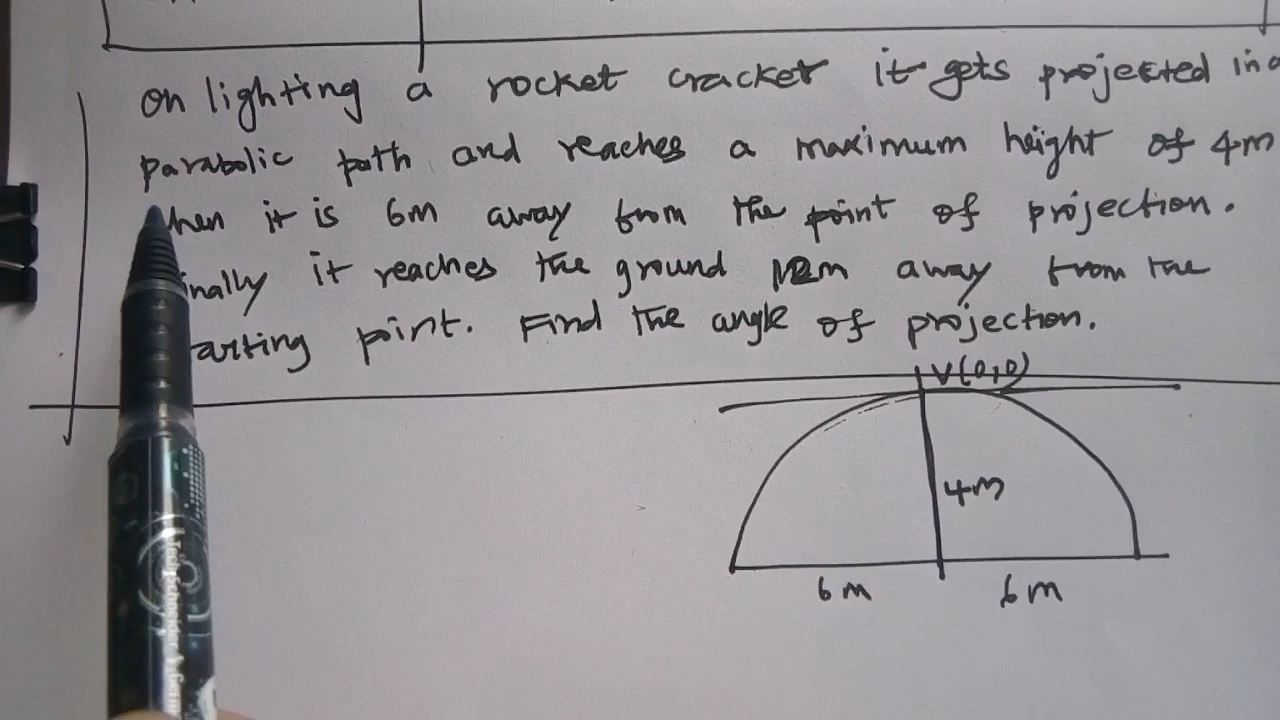 on lighting a rocket cracket it gets projected in a
parabolic path and reaches a maximum height of 4m
when it is 6m away from the point of projection.
inally it reaches the ground 12m away from the
arting point. Find the angle of projection.
V(0,0)
4m
6m 6m